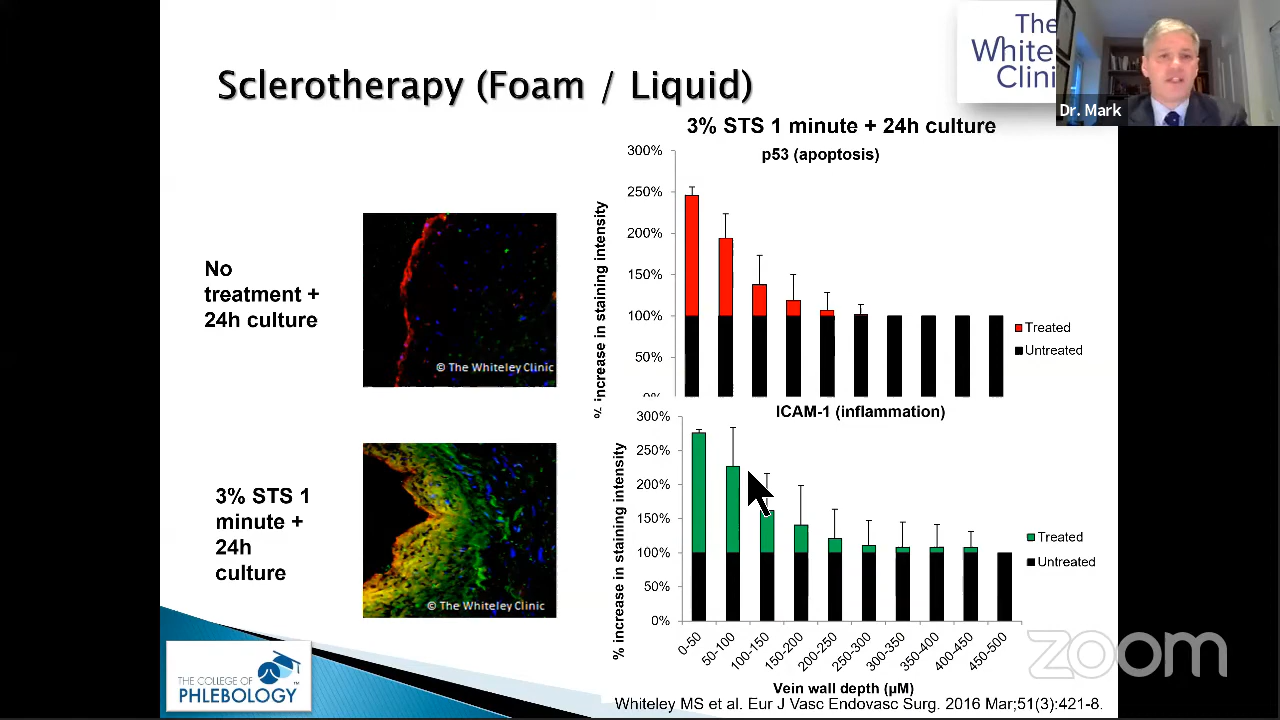 Sclerotherapy (Foam / Liquid)
The
White
Clini
Dr. Mark
3% STS 1 minute + 24h culture
p53 (apoptosis)
% increase in staining intensity
300%
250%
200%
150%
100%
50%
0%
Treated
Untreated
No
treatment +
24h culture
© The Whiteley Clinic
ICAM-1 (inflammation)
% increase in staining intensity
300%
250%
200%
150%
100%
50%
0%
Treated
Untreated
0-50
50-100
100-150
150-200
200-250
250-300
300-350
350-400
400-450
450-500
Vein wall depth (µM)
3% STS 1
minute +
24h
culture
© The Whiteley Clinic
THE COLLEGE OF
PHLEBOLOGY
™
zoom
Whiteley MS et al. Eur J Vasc Endovasc Surg. 2016 Mar;51(3):421-8.